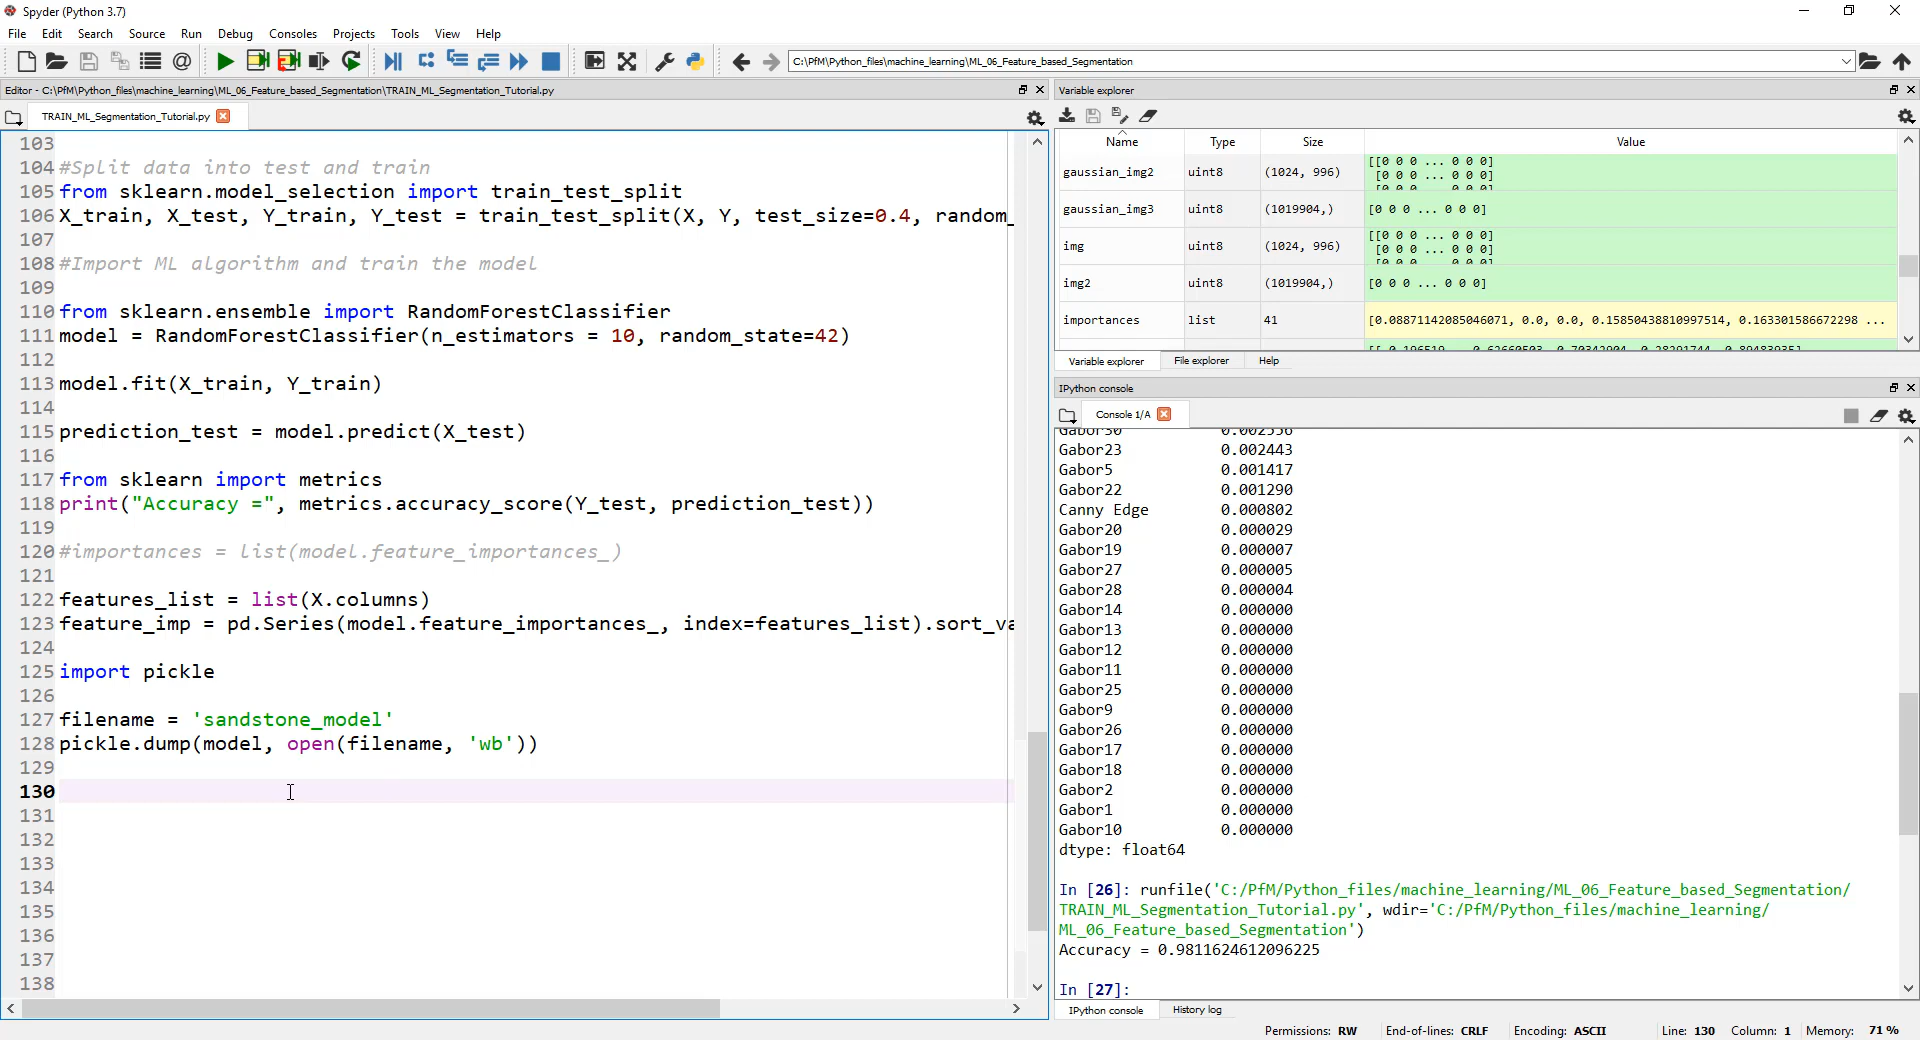 Spyder (Python 3.7)
File Edit Search Source Run Debug Consoles Projects Tools View Help
C:\PfM\Python_files\machine_learning\ML_06_Feature_based_Segmentation
Editor - C:\PfM\Python_files\machine_learning\ML_06_Feature_based_Segmentation\TRAIN_ML_Segmentation_Tutorial.py
TRAIN_ML_Segmentation_Tutorial.py
103
104 #Split data into test and train
105 from sklearn.model_selection import train_test_split
106 X_train, X_test, Y_train, Y_test = train_test_split(X, Y, test_size=0.4, random_
107
108 #Import ML algorithm and train the model
109
110 from sklearn.ensemble import RandomForestClassifier
111 model = RandomForestClassifier(n_estimators = 10, random_state=42)
112
113 model.fit(X_train, Y_train)
114
115 prediction_test = model.predict(X_test)
116
117 from sklearn import metrics
118 print("Accuracy =", metrics.accuracy_score(Y_test, prediction_test))
119
120 #importances = list(model.feature_importances_)
121
122 features_list = list(X.columns)
123 feature_imp = pd.Series(model.feature_importances_, index=features_list).sort_va
124
125 import pickle
126
127 filename = 'sandstone_model'
128 pickle.dump(model, open(filename, 'wb'))
129
130
131
132
133
134
135
136
137
138
Variable explorer
Name Type Size Value
gaussian_img2 uint8 (1024, 996) [[0 0 0 ... 0 0 0]
[0 0 0 ... 0 0 0]
[0 0 0 ... 0 0 0]
gaussian_img3 uint8 (1019904,) [0 0 0 ... 0 0 0]
img uint8 (1024, 996) [[0 0 0 ... 0 0 0]
[0 0 0 ... 0 0 0]
[0 0 0 ... 0 0 0]
img2 uint8 (1019904,) [0 0 0 ... 0 0 0]
importances list 41 [0.08871142085046071, 0.0, 0.0, 0.15850438810997514, 0.163301586672298 ...
Variable explorer File explorer Help
IPython console
Console 1/A
Gabor30 0.002556
Gabor23 0.002443
Gabor5 0.001417
Gabor22 0.001290
Canny Edge 0.000802
Gabor20 0.000029
Gabor19 0.000007
Gabor27 0.000005
Gabor28 0.000004
Gabor14 0.000000
Gabor13 0.000000
Gabor12 0.000000
Gabor11 0.000000
Gabor25 0.000000
Gabor9 0.000000
Gabor26 0.000000
Gabor17 0.000000
Gabor18 0.000000
Gabor2 0.000000
Gabor1 0.000000
Gabor10 0.000000
dtype: float64
In [26]: runfile('C:/PfM/Python_files/machine_learning/ML_06_Feature_based_Segmentation/
TRAIN_ML_Segmentation_Tutorial.py', wdir='C:/PfM/Python_files/machine_learning/
ML_06_Feature_based_Segmentation')
Accuracy = 0.9811624612096225
In [27]:
IPython console History log
Permissions: RW End-of-lines: CRLF Encoding: ASCII Line: 130 Column: 1 Memory: 71 %